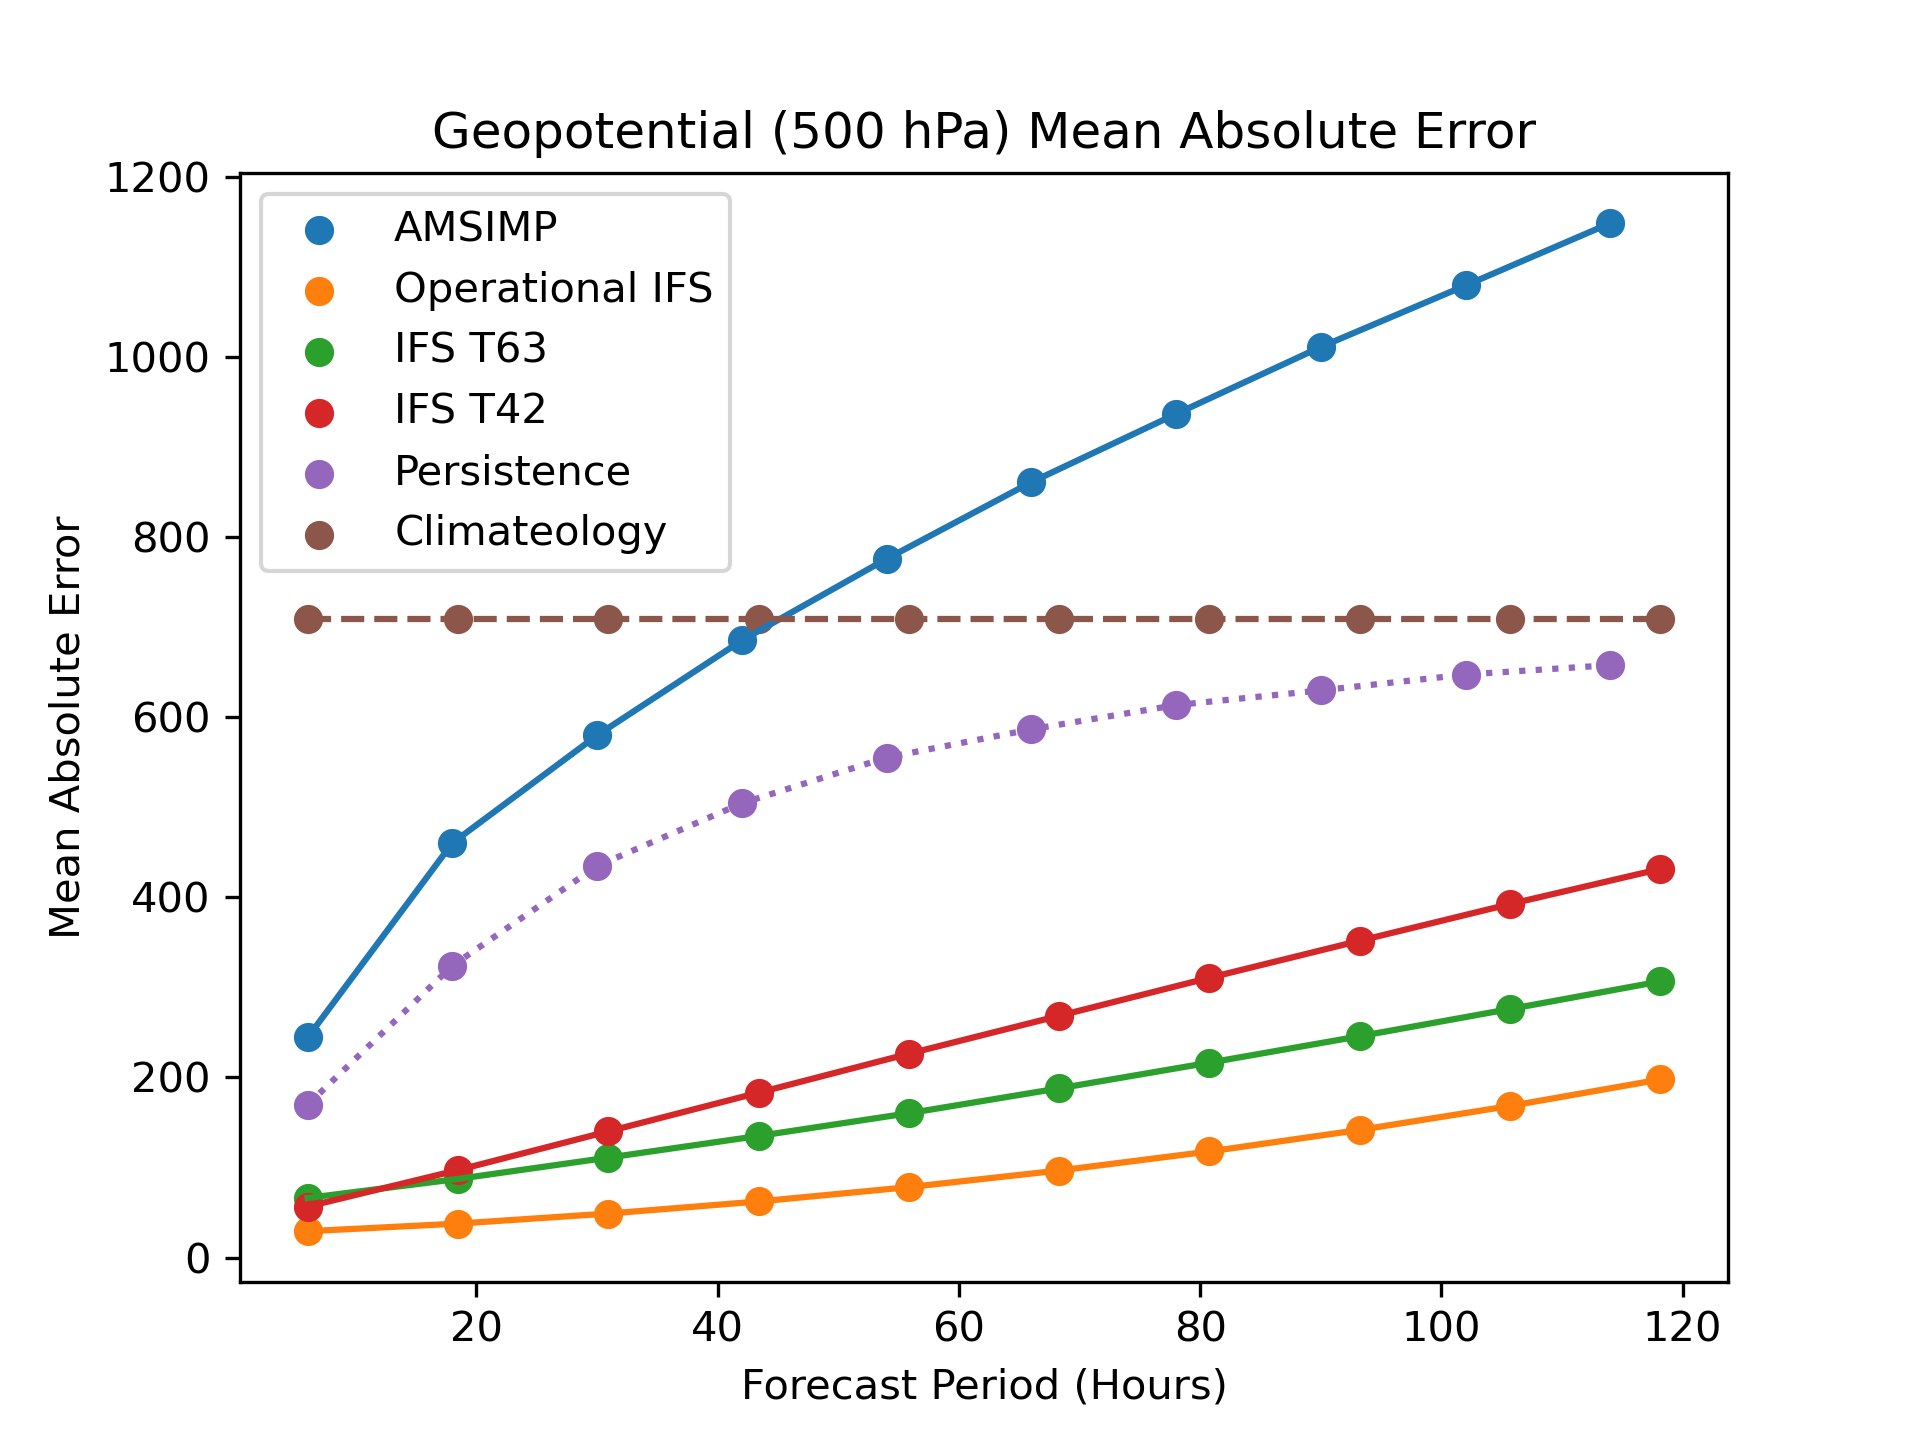 Geopotential (500 hPa) Mean Absolute Error
1200
1000
800
600
400
200
0
Mean Absolute Error
AMSIMP
Operational IFS
IFS T63
IFS T42
Persistence
Climateology
20 40 60 80 100 120
Forecast Period (Hours)